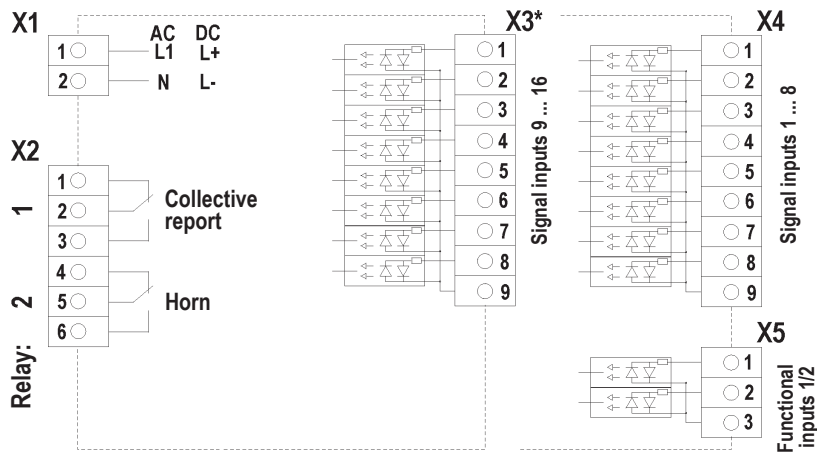 X1
AC DC
1 L1 L+
2 N L-
X2
1
2
3
4
5
6
Collective
report
Horn
Relay: 2 1
X3*
1
2
3
4
5
6
7
8
9
Signal inputs 9 ... 16
X4
1
2
3
4
5
6
7
8
9
Signal inputs 1 ... 8
X5
1
2
3
Functional
inputs 1/2